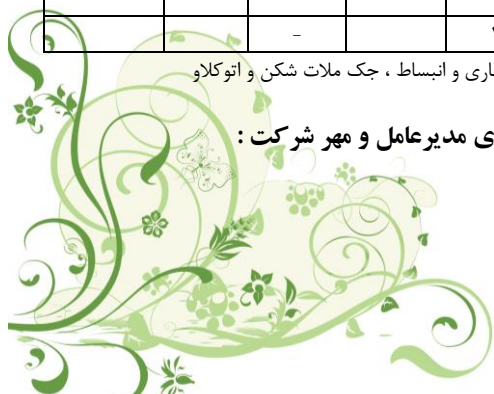 -
اری و انبساط ، جک ملات شکن و اتوکلاو
ی مدیرعامل و مهر شرکت :